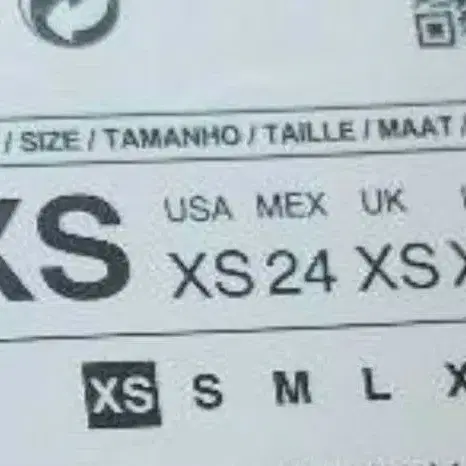 / SIZE / TAMANHO / TAILLE / MAAT /
XS USA MEX UK
XS 24 XS X
XS S M L X